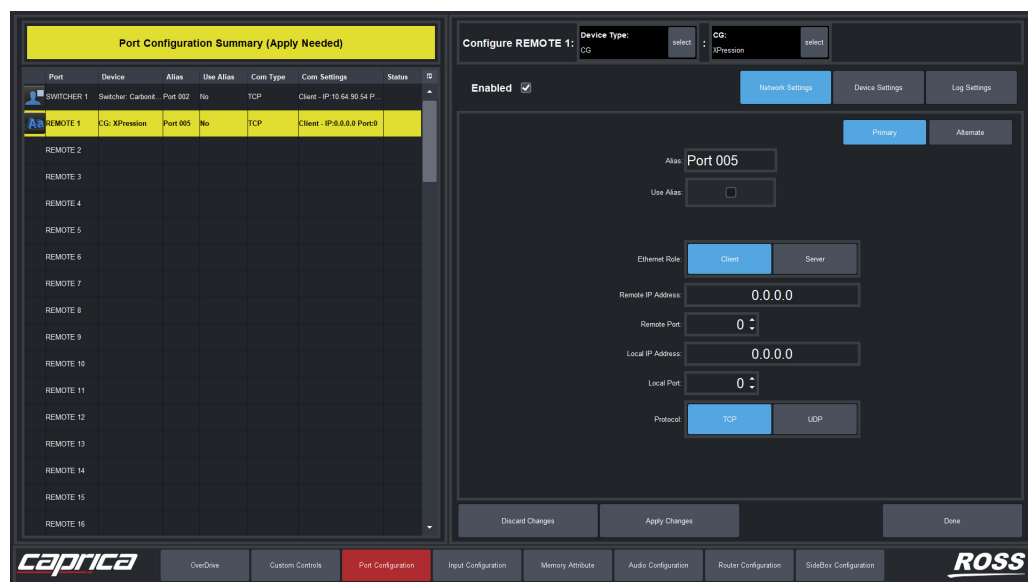 Port Configuration Summary (Apply Needed)
Port Device Alias Use Alias Com Type Com Settings Status
SWITCHER 1 Switcher: Carbonit... Port 002 No TCP Client - IP:10.64.90.54 P...
Aa REMOTE 1 CG: XPression Port 005 No TCP Client - IP:0.0.0.0 Port:0
REMOTE 2
REMOTE 3
REMOTE 4
REMOTE 5
REMOTE 6
REMOTE 7
REMOTE 8
REMOTE 9
REMOTE 10
REMOTE 11
REMOTE 12
REMOTE 13
REMOTE 14
REMOTE 15
REMOTE 16
Configure REMOTE 1: Device Type: CG select : CG: XPression select
Enabled Network Settings Device Settings Log Settings
Primary Alternate
Alias: Port 005
Use Alias:
Ethernet Role: Client Server
Remote IP Address: 0.0.0.0
Remote Port: 0
Local IP Address: 0.0.0.0
Local Port: 0
Protocol: TCP UDP
Discard Changes Apply Changes Done
caprica OverDrive Custom Controls Port Configuration Input Configuration Memory Attribute Audio Configuration Router Configuration SideBox Configuration ROSS